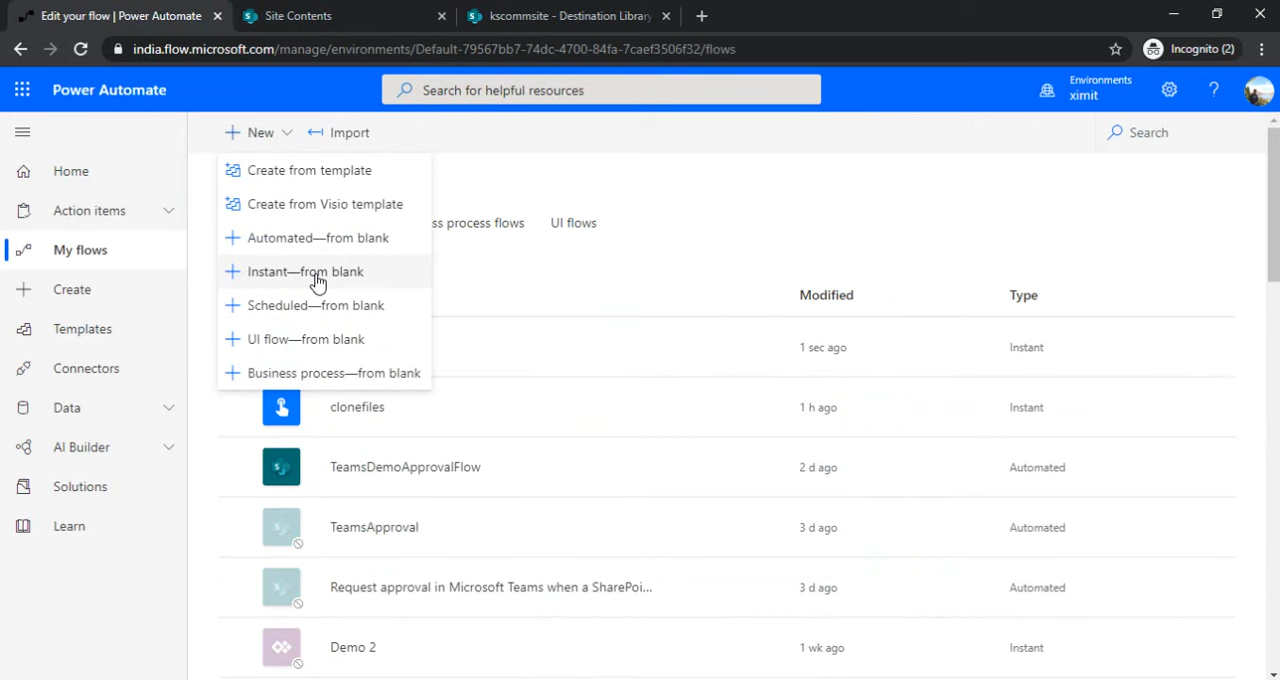 Edit your flow | Power Automate
Site Contents
kscommsite - Destination Library
india.flow.microsoft.com/manage/environments/Default-79567bb7-74dc-4700-84fa-7caef3506f32/flows
Incognito (2)
Power Automate
Search for helpful resources
Environments
ximit
New
Import
Search
Home
Action items
My flows
Create
Templates
Connectors
Data
AI Builder
Solutions
Learn
Create from template
Create from Visio template
Automated—from blank
Instant—from blank
Scheduled—from blank
UI flow—from blank
Business process—from blank
ss process flows
UI flows
Modified
Type
1 sec ago
Instant
clonefiles
1 h ago
Instant
TeamsDemoApprovalFlow
2 d ago
Automated
TeamsApproval
3 d ago
Automated
Request approval in Microsoft Teams when a SharePoi...
3 d ago
Automated
Demo 2
1 wk ago
Instant